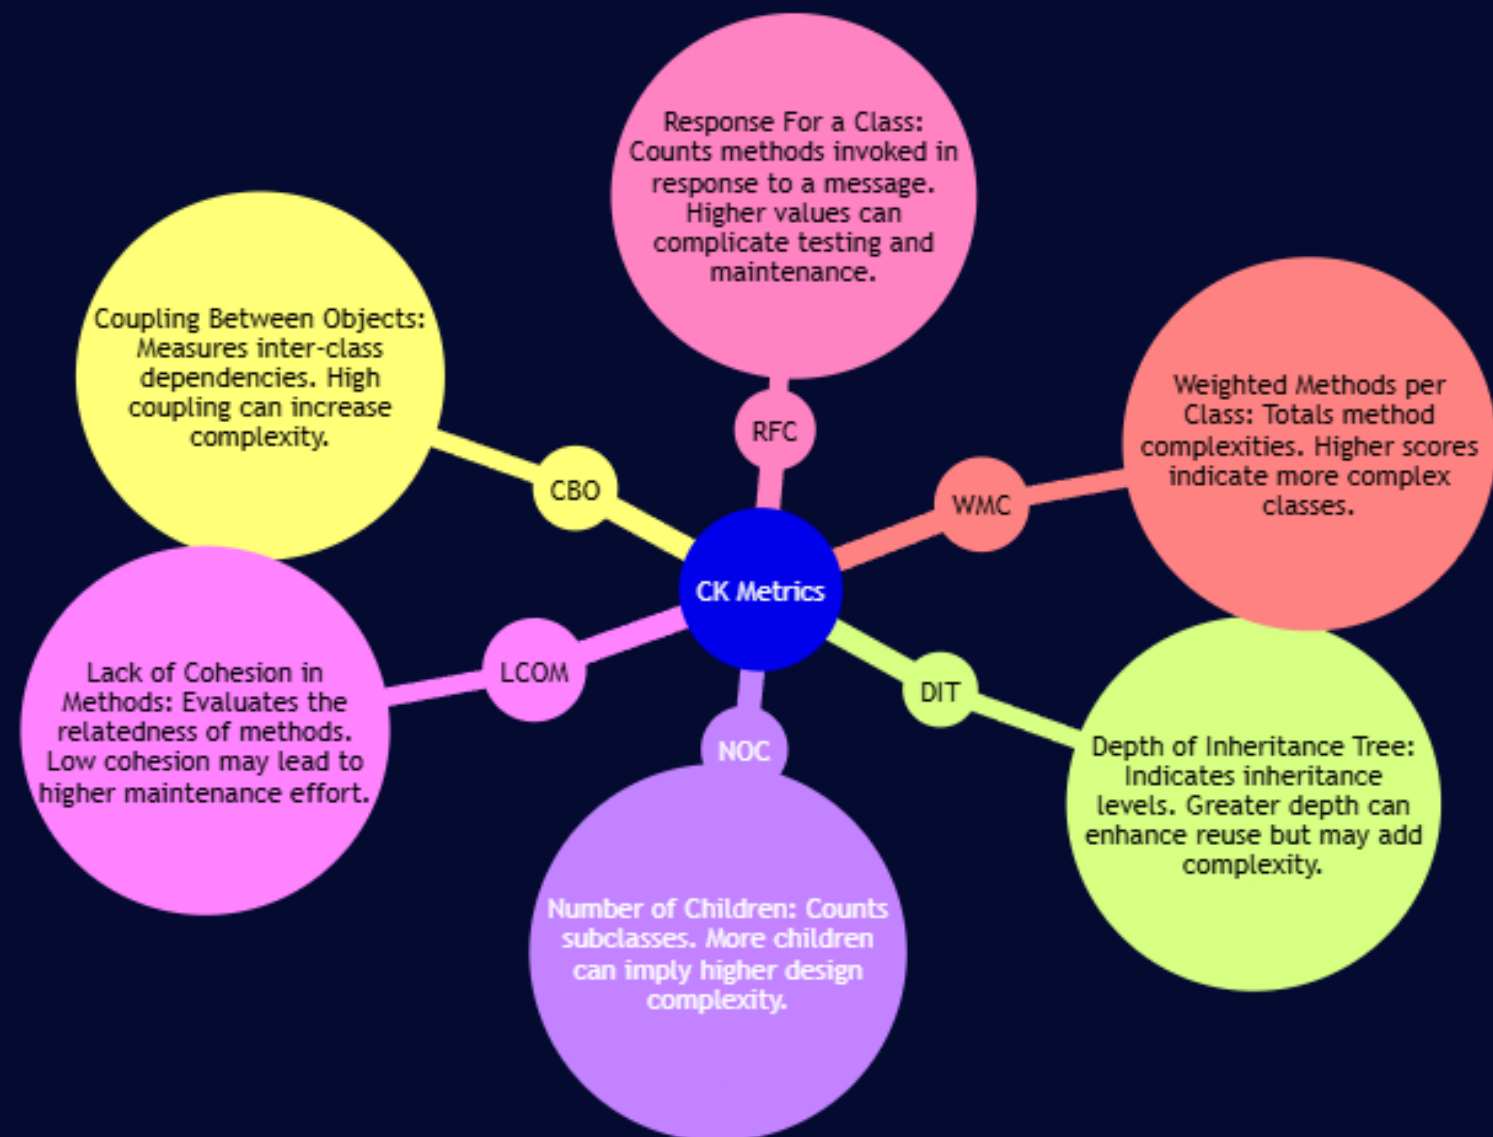 Response For a Class:
Counts methods invoked in
response to a message.
Higher values can
complicate testing and
maintenance.
RFC
Coupling Between Objects:
Measures inter-class
dependencies. High
coupling can increase
complexity.
CBO
Weighted Methods per
Class: Totals method
complexities. Higher scores
indicate more complex
classes.
WMC
CK Metrics
Lack of Cohesion in
Methods: Evaluates the
relatedness of methods.
Low cohesion may lead to
higher maintenance effort.
LCOM
DIT
Depth of Inheritance Tree:
Indicates inheritance
levels. Greater depth can
enhance reuse but may add
complexity.
NOC
Number of Children: Counts
subclasses. More children
can imply higher design
complexity.